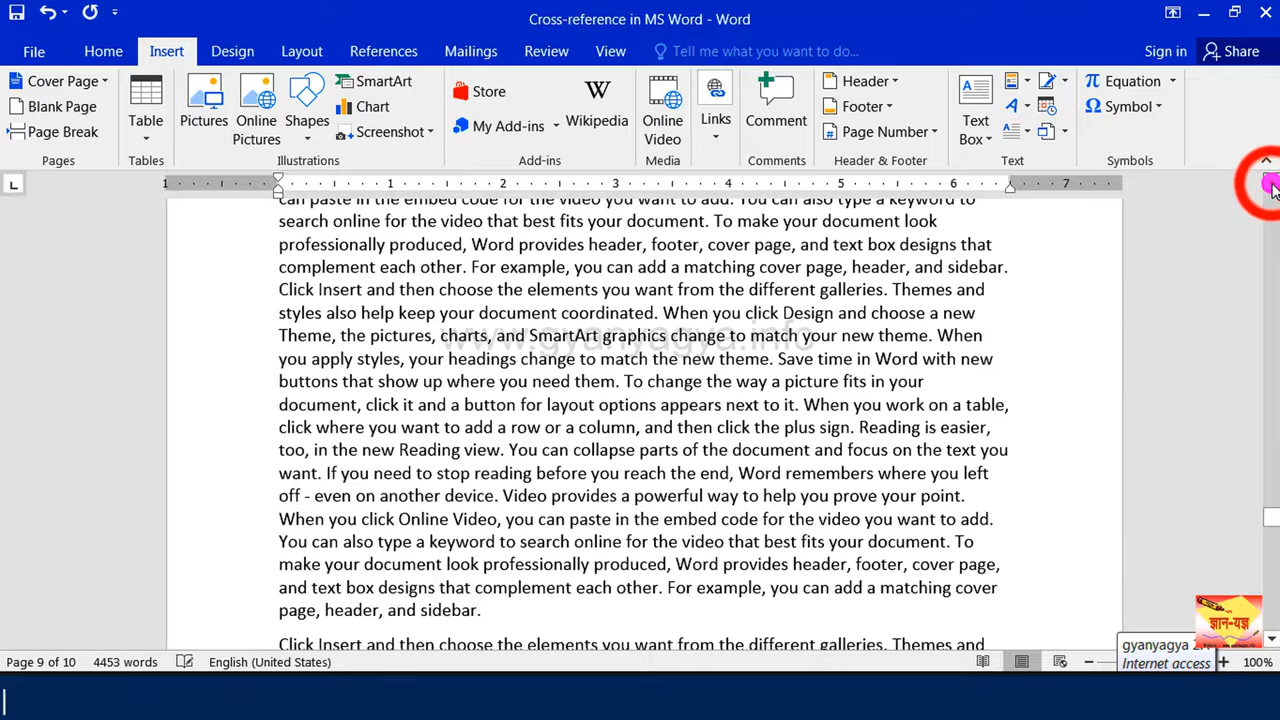 Cross-reference in MS Word - Word
File Home Insert Design Layout References Mailings Review View Tell me what you want to do... Sign in Share
Cover Page
Blank Page
Page Break
Pages
Table
Tables
Pictures
Online Pictures
Shapes
SmartArt
Chart
Screenshot
Illustrations
Store
My Add-ins
Wikipedia
Add-ins
Online Video
Media
Links
Comment
Comments
Header
Footer
Page Number
Header & Footer
Text Box
Text
Equation
Symbol
Symbols
1 1 2 3 4 5 6 7
can paste in the embed code for the video you want to add. You can also type a keyword to
search online for the video that best fits your document. To make your document look
professionally produced, Word provides header, footer, cover page, and text box designs that
complement each other. For example, you can add a matching cover page, header, and sidebar.
Click Insert and then choose the elements you want from the different galleries. Themes and
styles also help keep your document coordinated. When you click Design and choose a new
Theme, the pictures, charts, and SmartArt graphics change to match your new theme. When
you apply styles, your headings change to match the new theme. Save time in Word with new
buttons that show up where you need them. To change the way a picture fits in your
document, click it and a button for layout options appears next to it. When you work on a table,
click where you want to add a row or a column, and then click the plus sign. Reading is easier,
too, in the new Reading view. You can collapse parts of the document and focus on the text you
want. If you need to stop reading before you reach the end, Word remembers where you left
off - even on another device. Video provides a powerful way to help you prove your point.
When you click Online Video, you can paste in the embed code for the video you want to add.
You can also type a keyword to search online for the video that best fits your document. To
make your document look professionally produced, Word provides header, footer, cover page,
and text box designs that complement each other. For example, you can add a matching cover
page, header, and sidebar.
Click Insert and then choose the elements you want from the different galleries. Themes and
www.gyanyagya.info
ज्ञान-यज्ञ
gyanyagya
Internet access
Page 9 of 10 4453 words English (United States) 100%